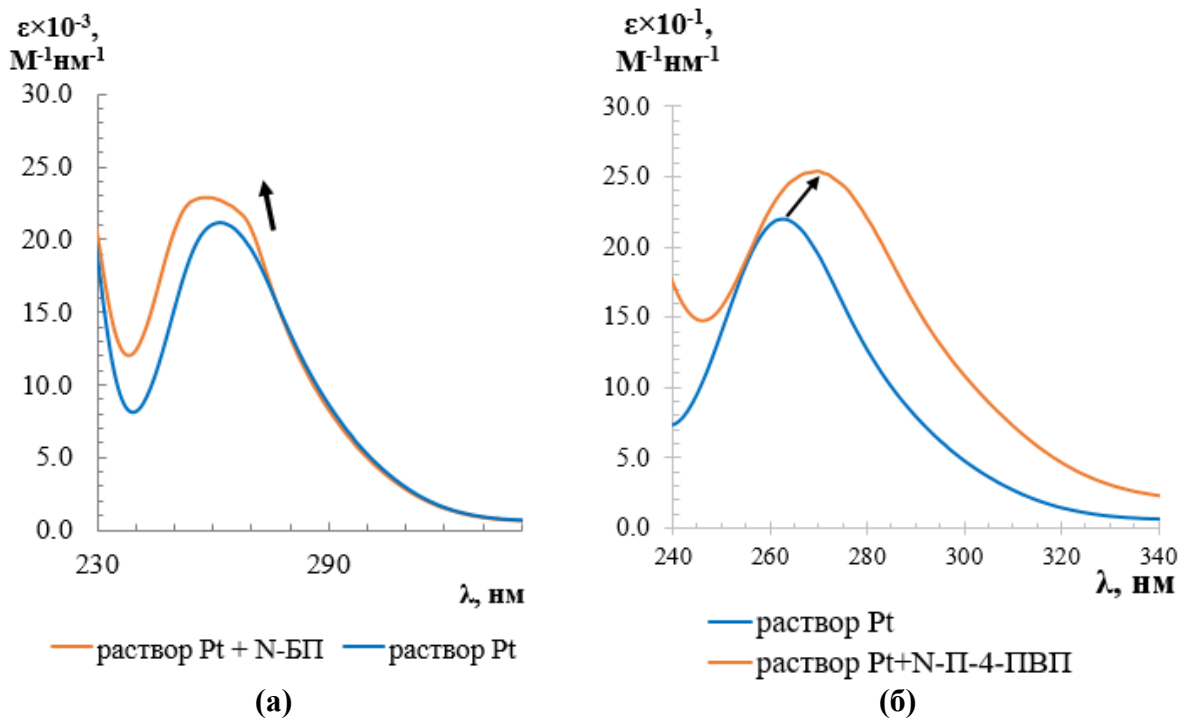 ε×10⁻³,
М⁻¹нм⁻¹
30.0
25.0
20.0
15.0
10.0
5.0
0.0
230
290
λ, нм
раствор Pt + N-БП
раствор Pt
(а)
ε×10⁻¹,
М⁻¹нм⁻¹
30.0
25.0
20.0
15.0
10.0
5.0
0.0
240
260
280
300
320
340
λ, нм
раствор Pt
раствор Pt+N-П-4-ПВП
(б)